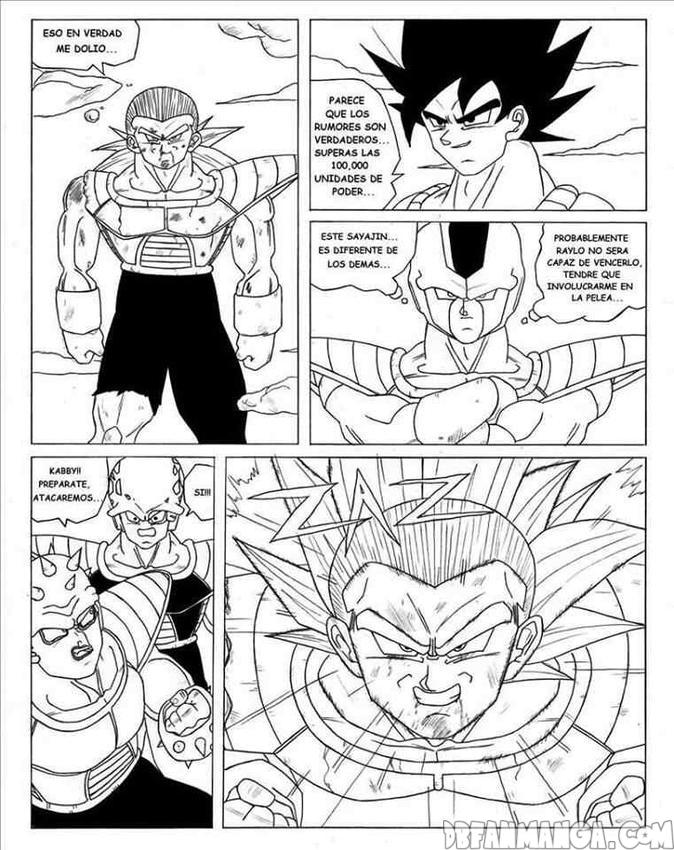 ESO EN VERDAD
ME DOLIO...
PARECE
QUE LOS
RUMORES SON
VERDADEROS...
SUPERAS LAS
100,000
UNIDADES DE
PODER...
ESTE SAYAJIN...
ES DIFERENTE DE
LOS DEMAS...
PROBABLEMENTE
RAYLO NO SERA
CAPAZ DE VENCERLO,
TENDRE QUE
INVOLUCRARME EN
LA PELEA...
KABBY!!
PREPARATE,
ATACAREMOS...
SI!!!
ZAZ
DBFANMANGA.COM